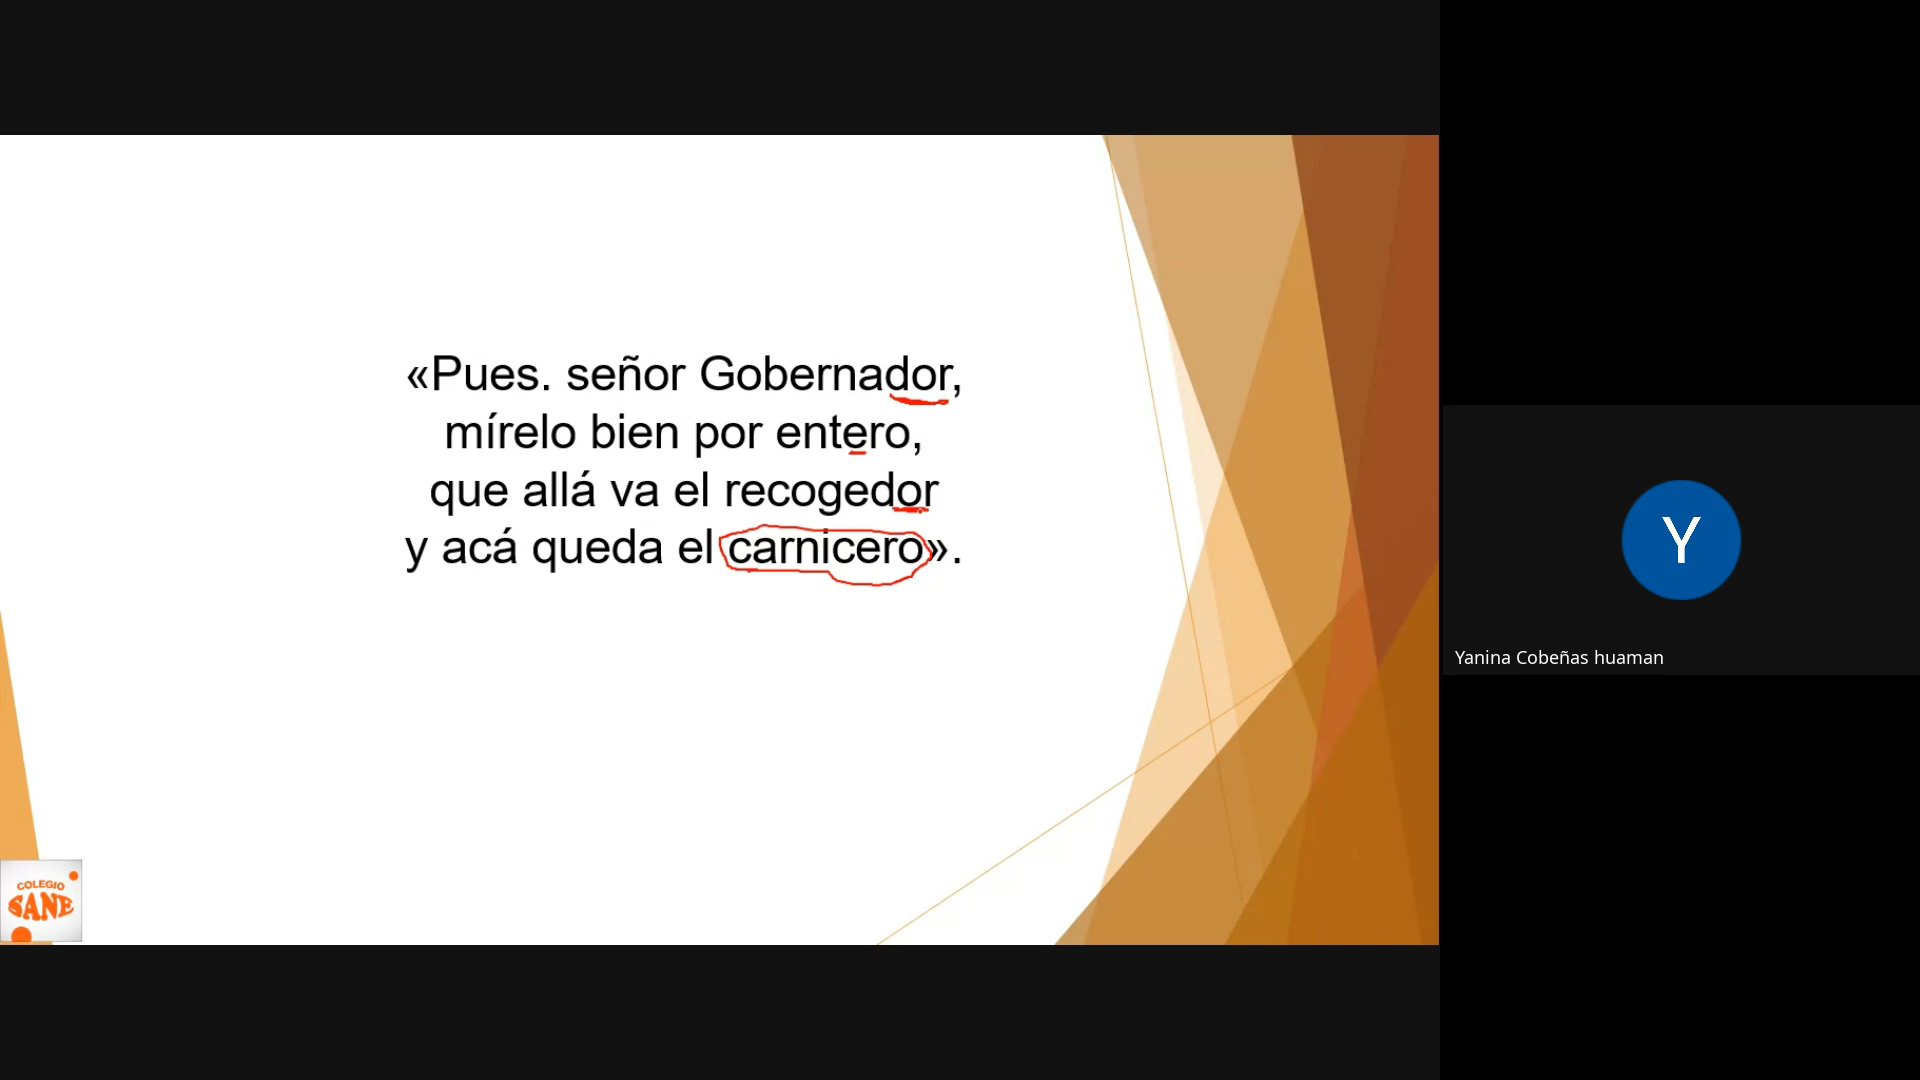 «Pues. señor Gobernador,
mírelo bien por entero,
que allá va el recogedor
y acá queda el carnicero».
COLEGIO
SANE
Y
Yanina Cobeñas huaman